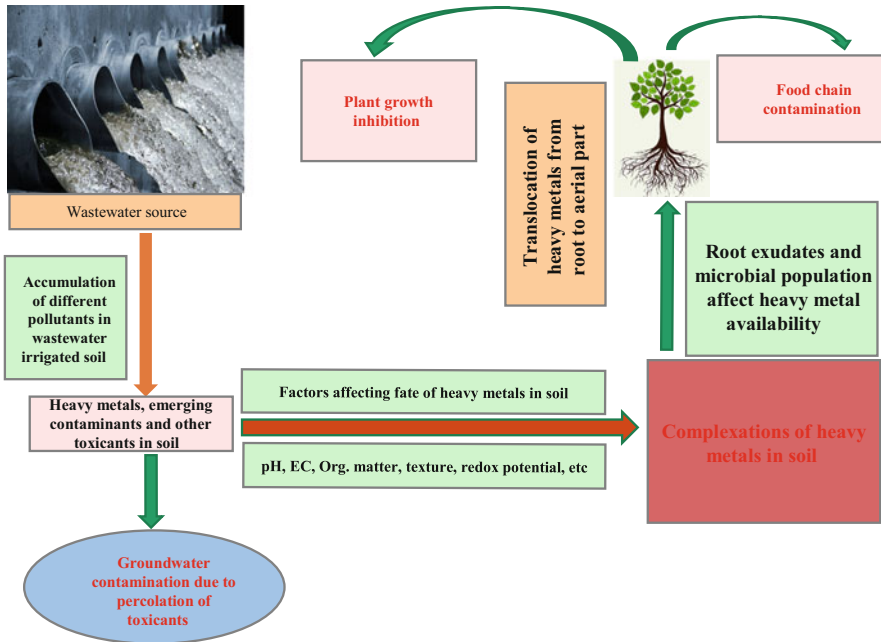 Plant growth
inhibition
Translocation of
heavy metals from
root to aerial part
Food chain
contamination
Wastewater source
Root exudates and
microbial population
affect heavy metal
availability
Accumulation
of different
pollutants in
wastewater
irrigated soil
Factors affecting fate of heavy metals in soil
Heavy metals, emerging
contaminants and other
toxicants in soil
Complexations of heavy
metals in soil
pH, EC, Org. matter, texture, redox potential, etc
Groundwater
contamination due to
percolation of
toxicants